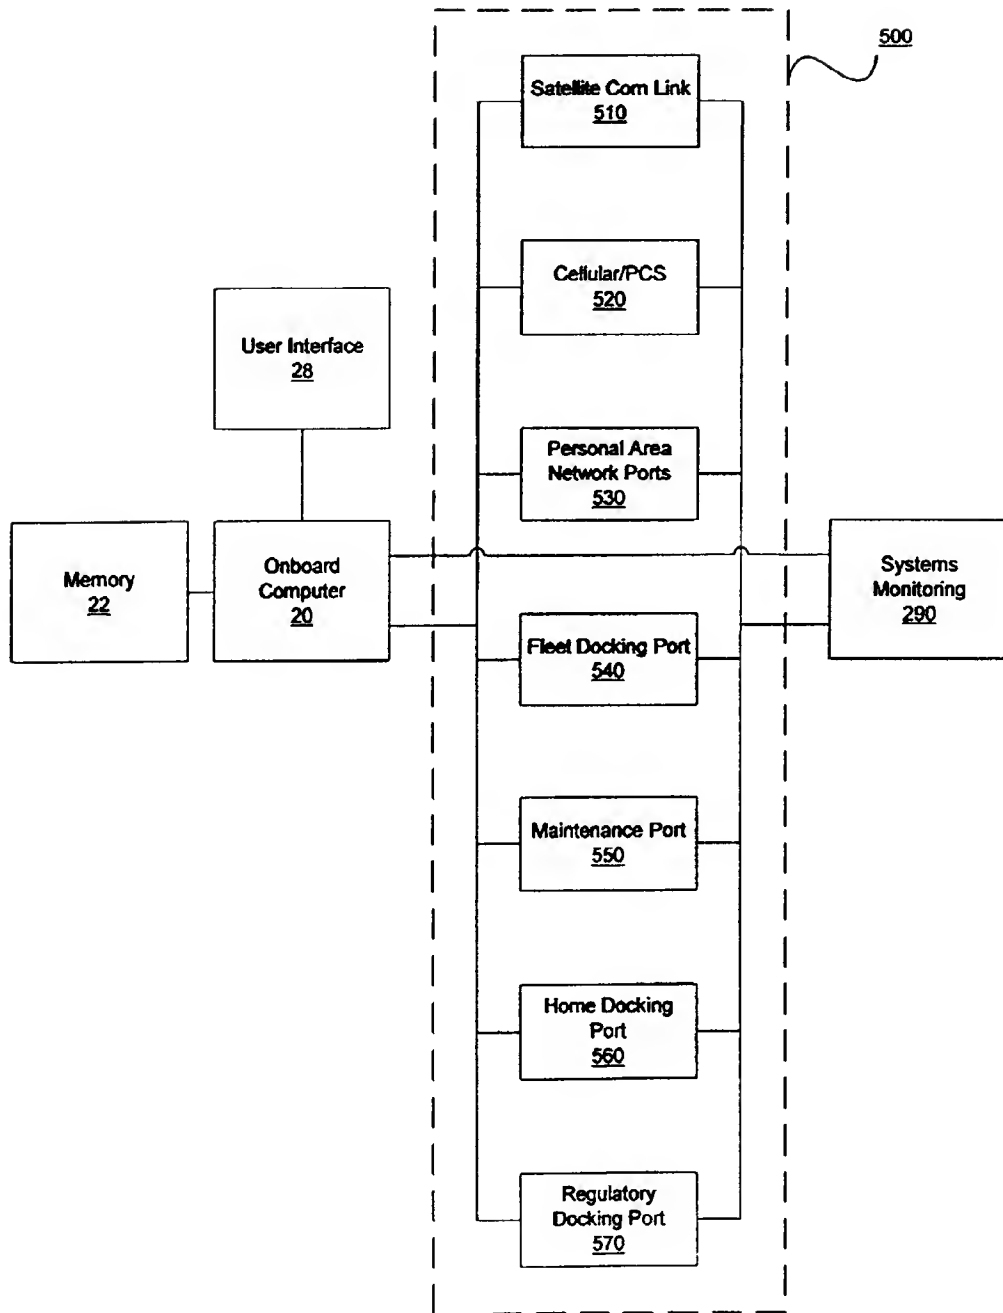 500
Satellite Com Link
510
Cellular/PCS
520
User Interface
28
Personal Area
Network Ports
530
Memory
22
Onboard
Computer
20
Systems
Monitoring
290
Fleet Docking Port
540
Maintenance Port
550
Home Docking
Port
560
Regulatory
Docking Port
570